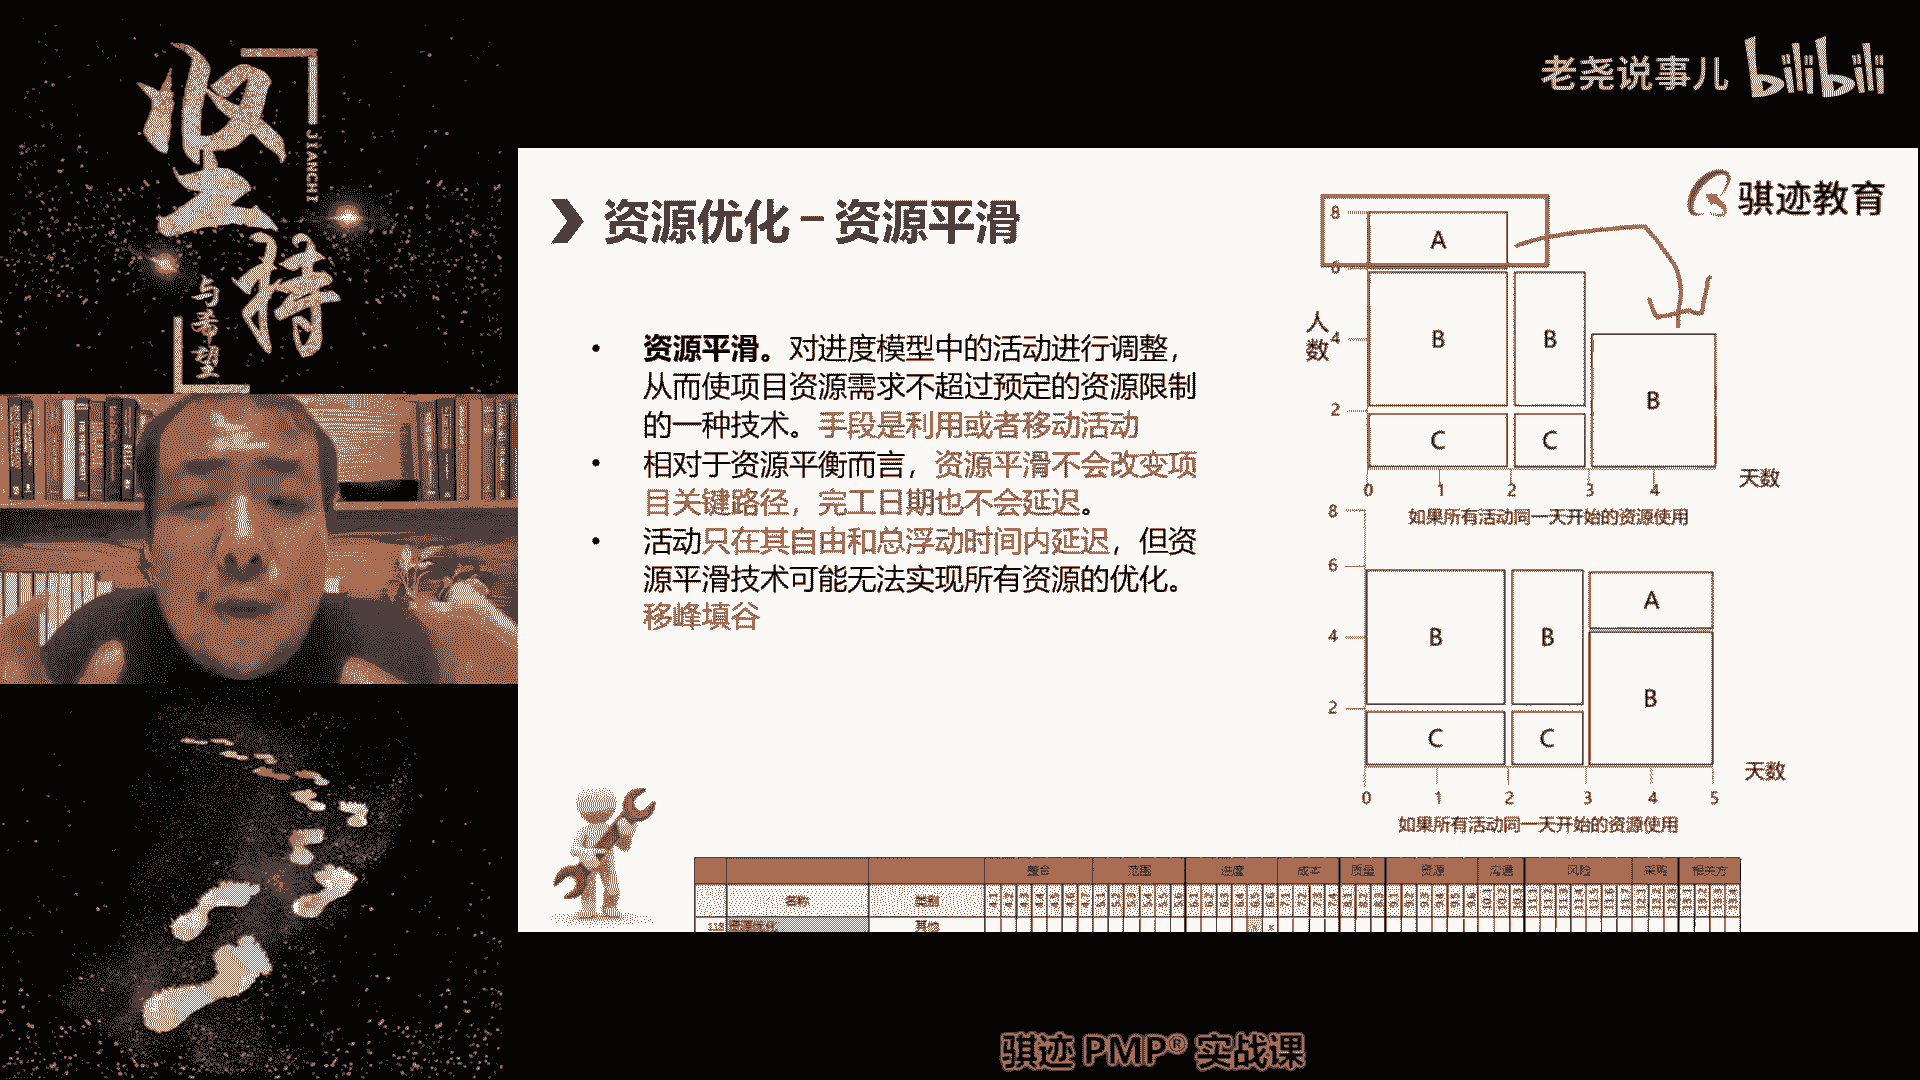 坚持
JIANCHI
与希望
老尧说事儿 bilibili
骐迹教育
资源优化－资源平滑
• 资源平滑。对进度模型中的活动进行调整，
从而使项目资源需求不超过预定的资源限制
的一种技术。手段是利用或者移动活动
• 相对于资源平衡而言，资源平滑不会改变项
目关键路径，完工日期也不会延迟。
• 活动只在其自由和总浮动时间内延迟，但资
源平滑技术可能无法实现所有资源的优化。
移峰填谷
8
A
6
人数
4
B B
B
2
C C
0 1 2 3 4
天数
如果所有活动同一天开始的资源使用
8
6
A
4
B B
B
2
C C
天数
0 1 2 3 4 5
如果所有活动同一天开始的资源使用
整合 范围 进度 成本 质量 资源 沟通 风险 采购 相关方
名称 类别
118 资源优化 其他
骐迹 PMP® 实战课